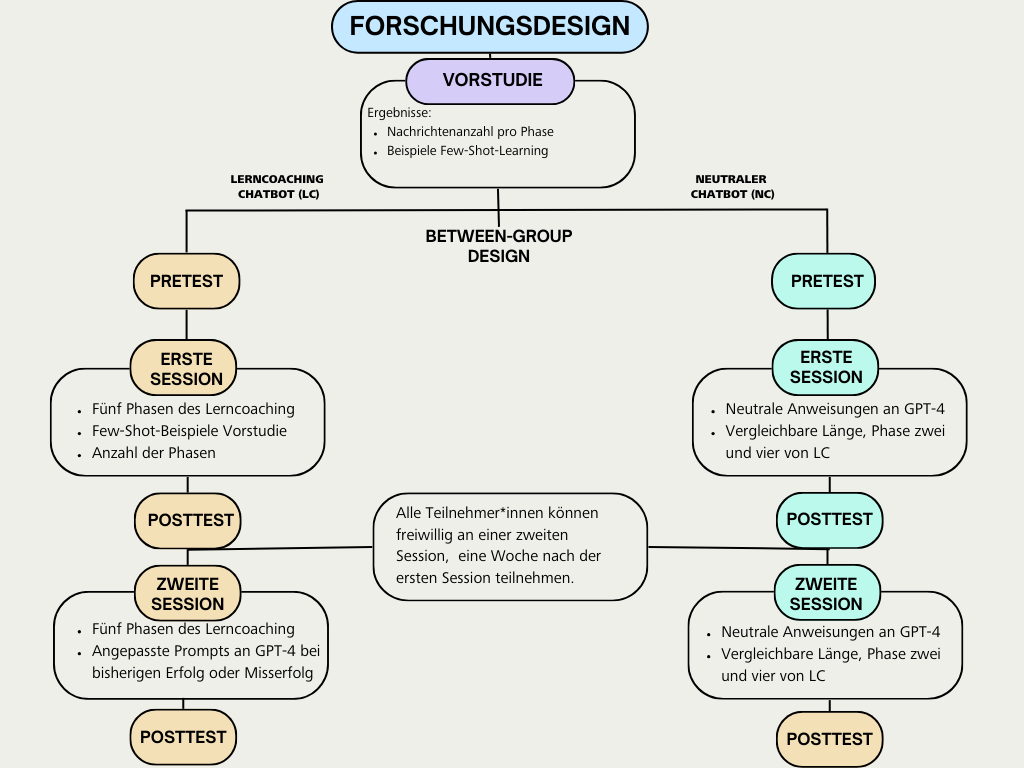 FORSCHUNGSDESIGN
VORSTUDIE
Ergebnisse:
• Nachrichtenanzahl pro Phase
• Beispiele Few-Shot-Learning
LERNCOACHING
CHATBOT (LC)
NEUTRALER
CHATBOT (NC)
BETWEEN-GROUP
DESIGN
PRETEST
PRETEST
ERSTE
SESSION
• Fünf Phasen des Lerncoaching
• Few-Shot-Beispiele Vorstudie
• Anzahl der Phasen
ERSTE
SESSION
• Neutrale Anweisungen an GPT-4
• Vergleichbare Länge, Phase zwei
und vier von LC
POSTTEST
POSTTEST
Alle Teilnehmer*innen können
freiwillig an einer zweiten
Session, eine Woche nach der
ersten Session teilnehmen.
ZWEITE
SESSION
• Fünf Phasen des Lerncoaching
• Angepasste Prompts an GPT-4 bei
bisherigen Erfolg oder Misserfolg
ZWEITE
SESSION
• Neutrale Anweisungen an GPT-4
• Vergleichbare Länge, Phase zwei
und vier von LC
POSTTEST
POSTTEST